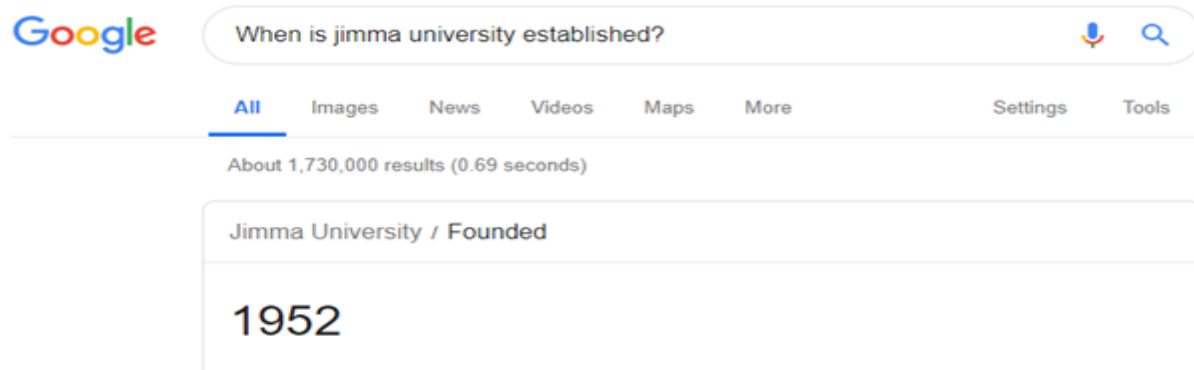 Google When is jimma university established?
All Images News Videos Maps More Settings Tools
About 1,730,000 results (0.69 seconds)
Jimma University / Founded
1952